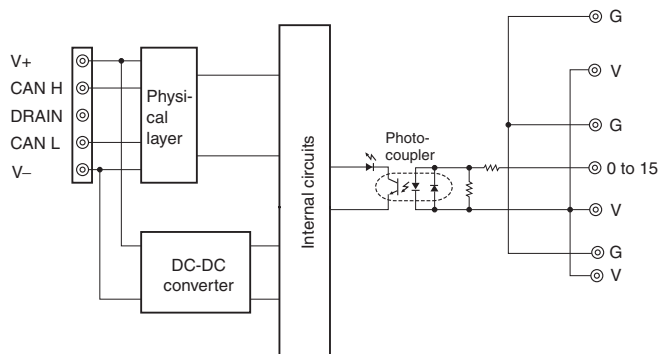 V+
CAN H
DRAIN
CAN L
V–
Physi-
cal
layer
DC-DC
converter
Internal circuits
Photo-
coupler
G
V
G
0 to 15
V
G
V